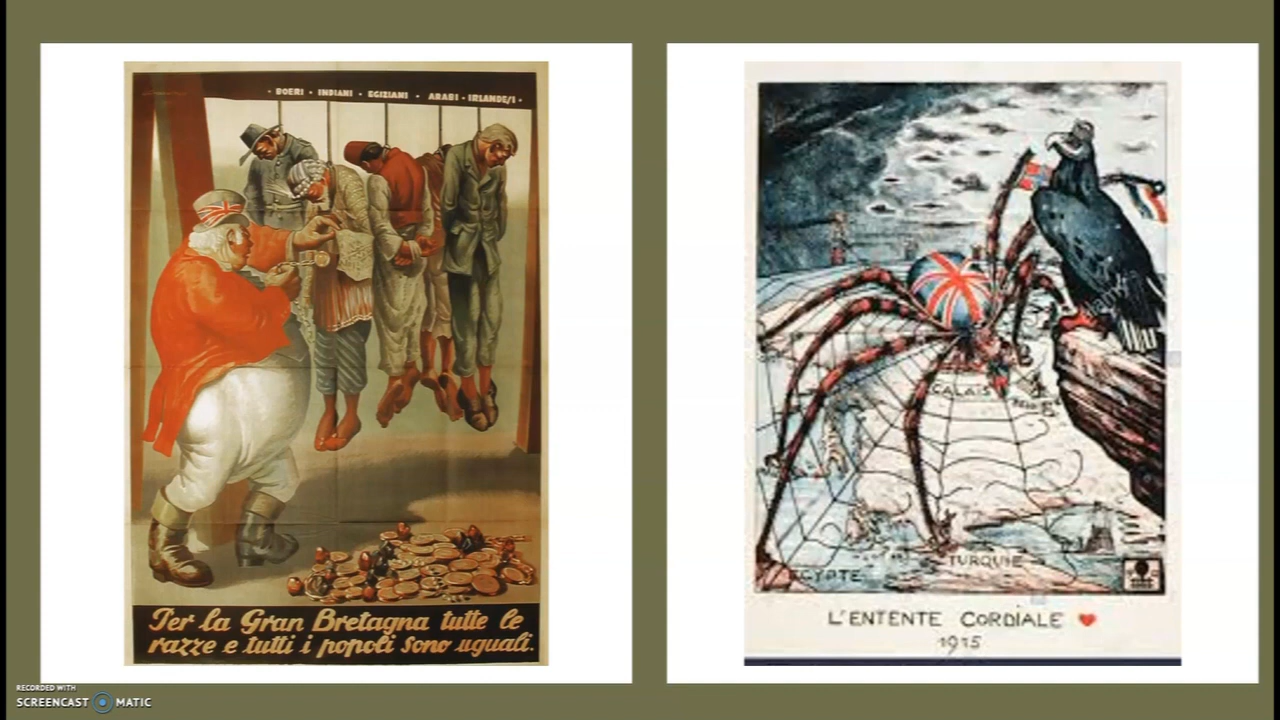 · BOERI · INDIANI · EGIZIANI · ARABI · IRLANDESI ·
Per la Gran Bretagna tutte le
razze e tutti i popoli sono uguali.
CALAIS
TURQUIE
EGYPTE
L'ENTENTE CORDIALE
1915
RECORDED WITH
SCREENCAST MATIC